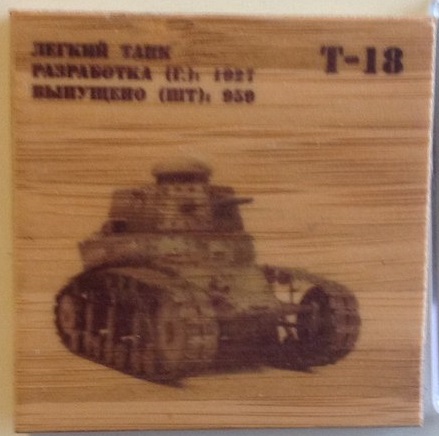 ЛЕГКИЙ ТАНК
Т-18
РАЗРАБОТКА (Г.): 1927
ВЫПУЩЕНО (ШТ): 959